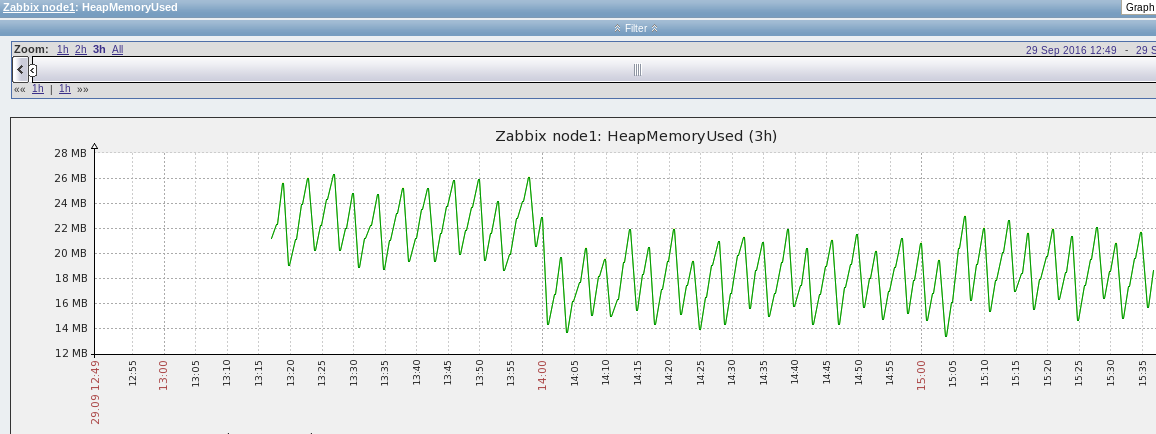 Zabbix node1: HeapMemoryUsed
Graph
Filter
Zoom: 1h 2h 3h All
29 Sep 2016 12:49 - 29 S
«« 1h | 1h »»
Zabbix node1: HeapMemoryUsed (3h)
28 MB
26 MB
24 MB
22 MB
20 MB
18 MB
16 MB
14 MB
12 MB
29.09 12:49
12:55
13:00
13:05
13:10
13:15
13:20
13:25
13:30
13:35
13:40
13:45
13:50
13:55
14:00
14:05
14:10
14:15
14:20
14:25
14:30
14:35
14:40
14:45
14:50
14:55
15:00
15:05
15:10
15:15
15:20
15:25
15:30
15:35